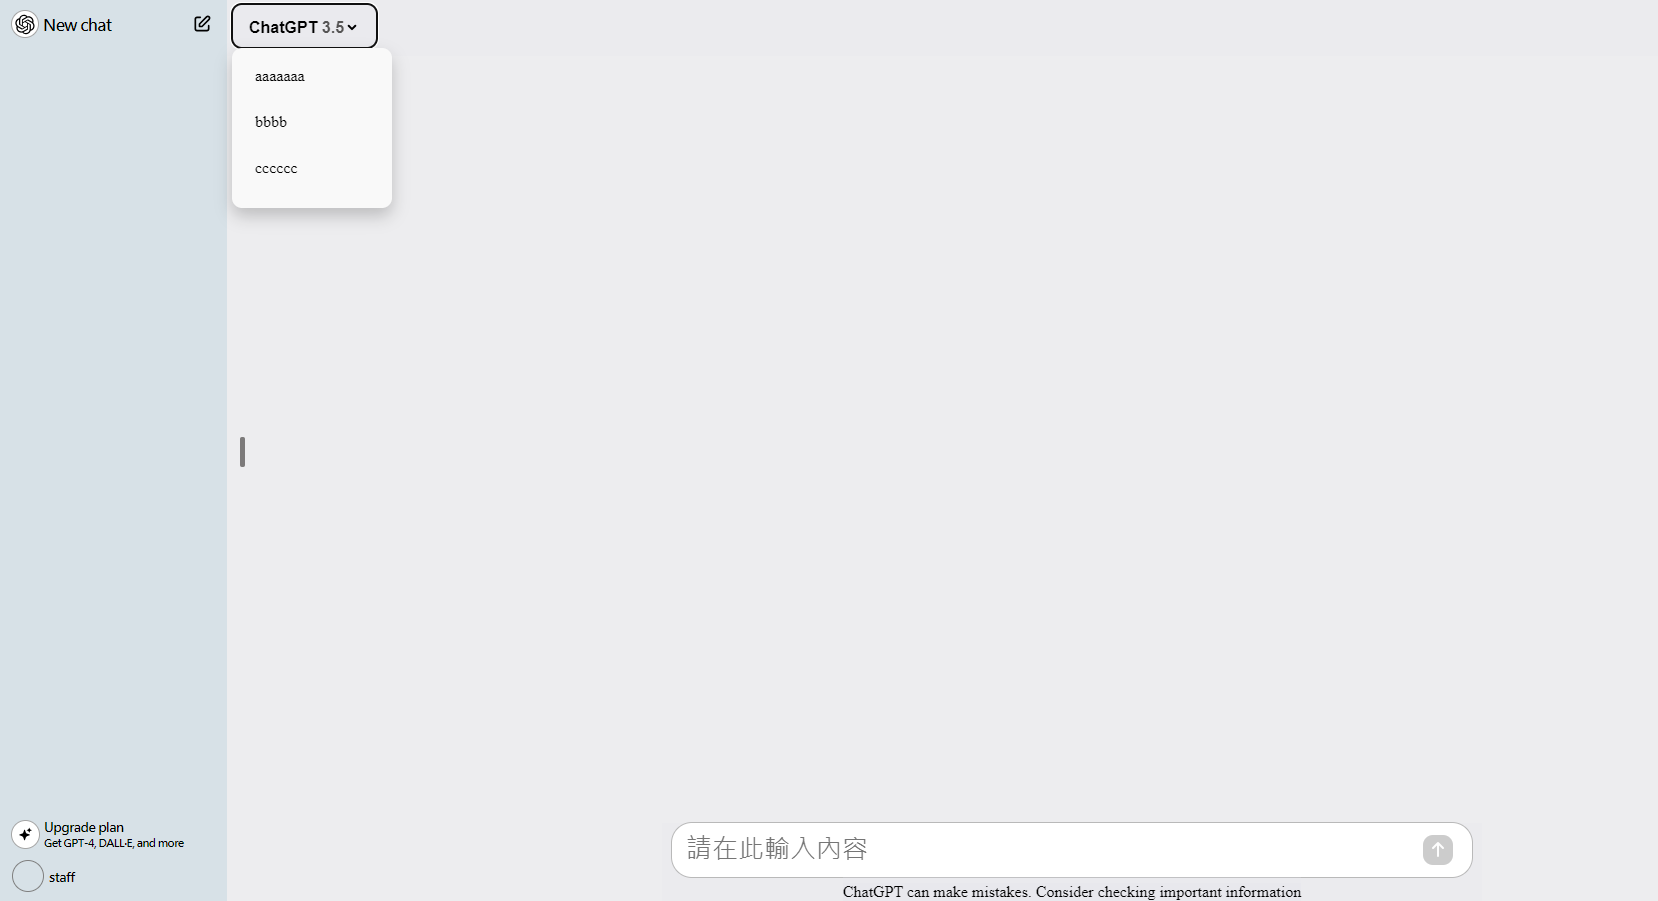 New chat
ChatGPT 3.5
aaaaaaa
bbbb
cccccc
Upgrade plan
Get GPT-4, DALL·E, and more
staff
請在此輸入內容
ChatGPT can make mistakes. Consider checking important information